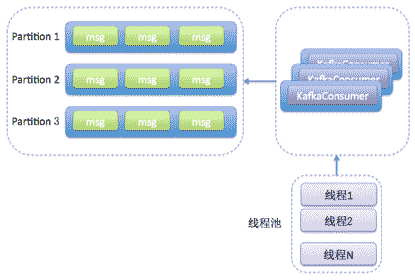 Partition 1
msg msg msg
Partition 2
msg msg msg
Partition 3
msg msg msg
KafkaConsumer
KafkaConsumer
KafkaConsumer
线程池
线程1
线程2
线程N